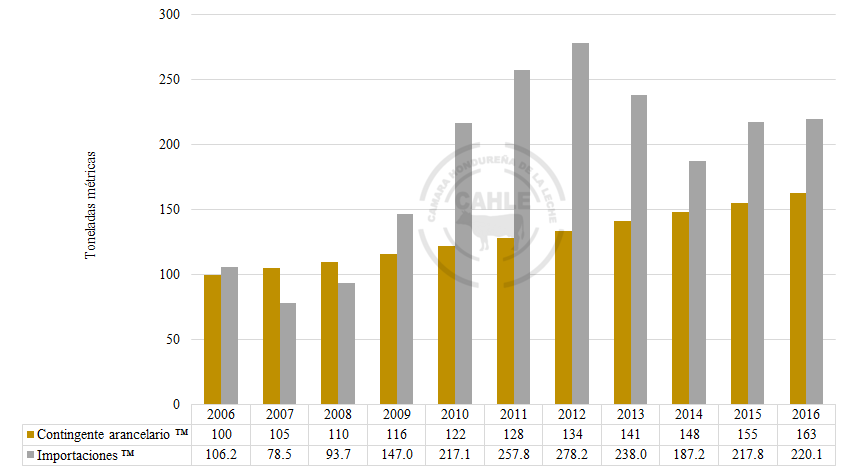 300
250
200
150
100
50
0
Toneladas métricas
CAMARA HONDUREÑA DE LA LECHE
CAHLE
2006 2007 2008 2009 2010 2011 2012 2013 2014 2015 2016
Contingente arancelario ™ 100 105 110 116 122 128 134 141 148 155 163
Importaciones ™ 106.2 78.5 93.7 147.0 217.1 257.8 278.2 238.0 187.2 217.8 220.1